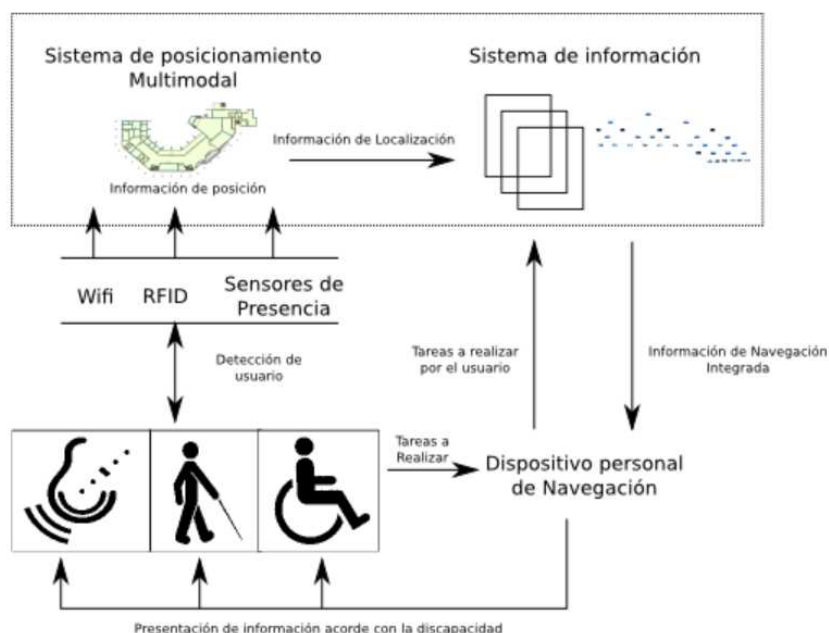 Sistema de posicionamiento
Multimodal
Sistema de información
Información de Localización
Información de posición
Wifi
RFID
Sensores de
Presencia
Detección de
usuario
Tareas a realizar
por el usuario
Información de Navegación
Integrada
Tareas a
Realizar
Dispositivo personal
de Navegación
Presentación de información acorde con la discapacidad